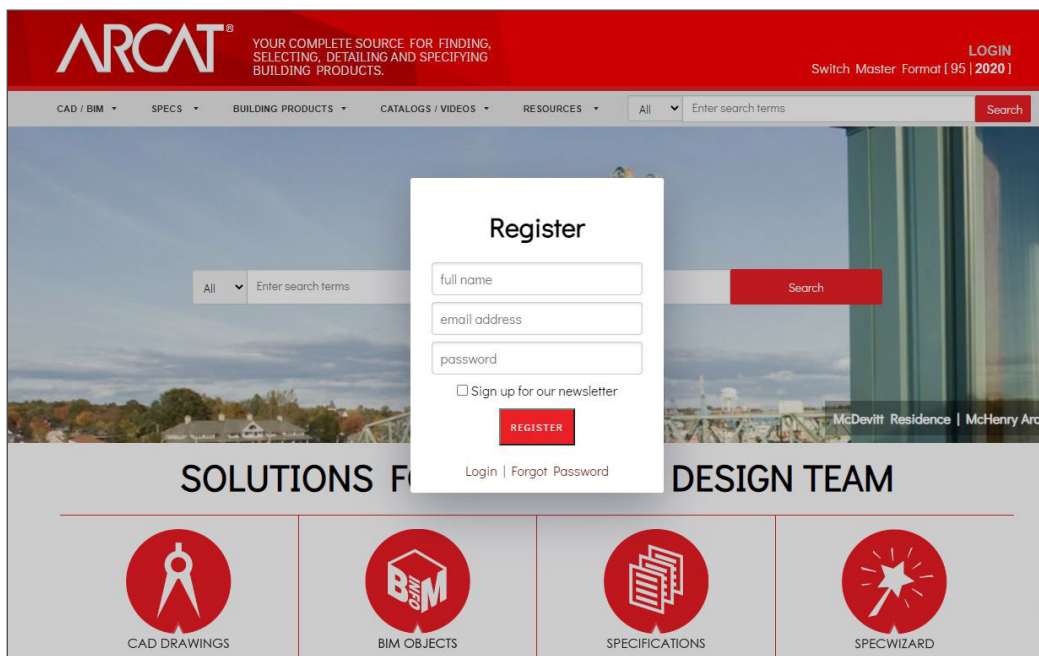 ARCAT®
YOUR COMPLETE SOURCE FOR FINDING,
SELECTING, DETAILING AND SPECIFYING
BUILDING PRODUCTS.
LOGIN
Switch Master Format [ 95 | 2020 ]
CAD / BIM SPECS BUILDING PRODUCTS CATALOGS / VIDEOS RESOURCES All Enter search terms Search
Register
full name
email address
password
Sign up for our newsletter
REGISTER
Login | Forgot Password
All Enter search terms Search
McDevitt Residence | McHenry Arc
SOLUTIONS F DESIGN TEAM
BIM
INFO
CAD DRAWINGS BIM OBJECTS SPECIFICATIONS SPECWIZARD